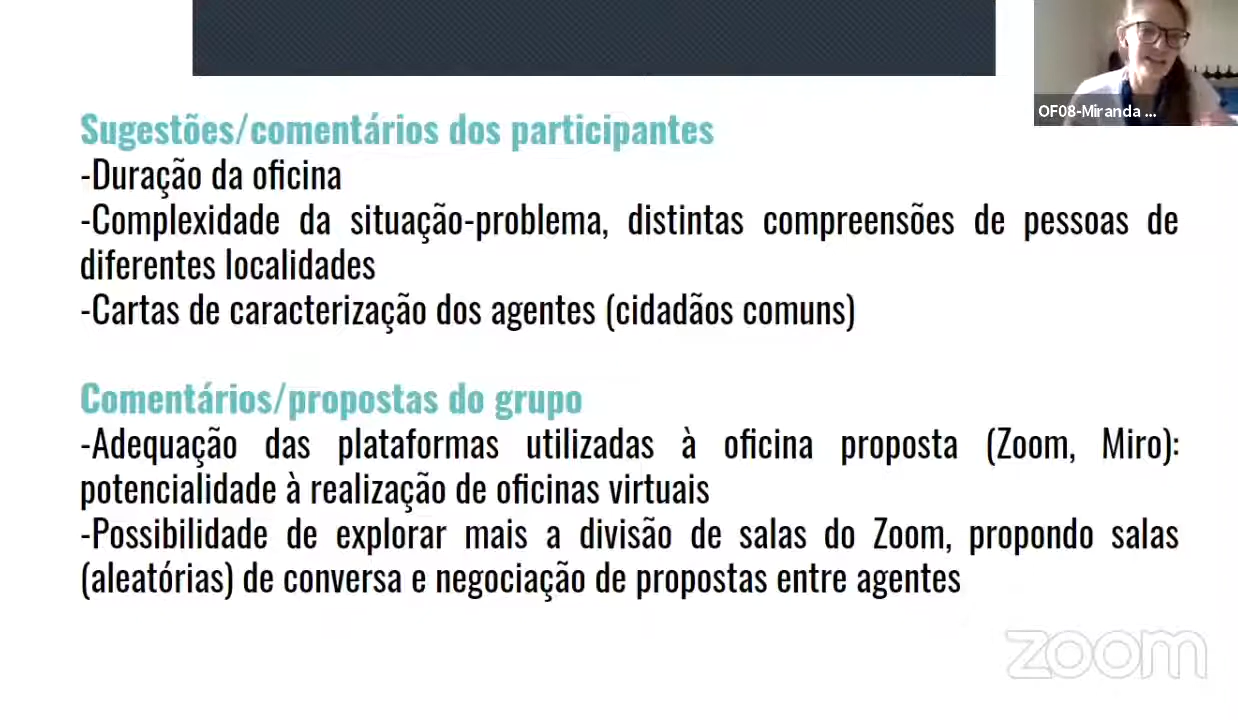 OF08-Miranda ...
Sugestões/comentários dos participantes
-Duração da oficina
-Complexidade da situação-problema, distintas compreensões de pessoas de
diferentes localidades
-Cartas de caracterização dos agentes (cidadãos comuns)
Comentários/propostas do grupo
-Adequação das plataformas utilizadas à oficina proposta (Zoom, Miro):
potencialidade à realização de oficinas virtuais
-Possibilidade de explorar mais a divisão de salas do Zoom, propondo salas
(aleatórias) de conversa e negociação de propostas entre agentes
zoom